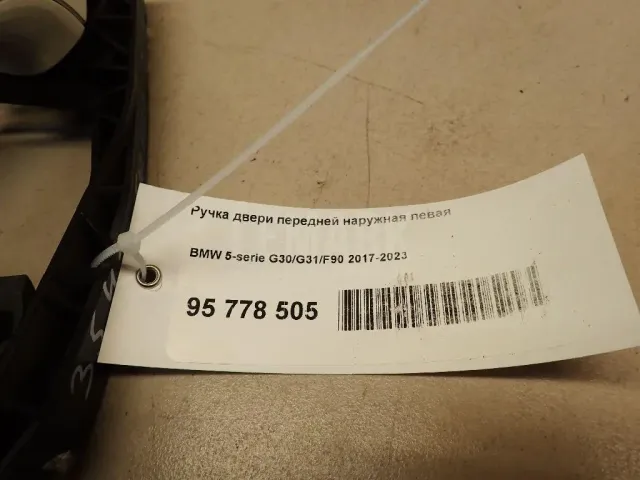 Ручка двери передней наружная левая
BMW 5-serie G30/G31/F90 2017-2023
95 778 505